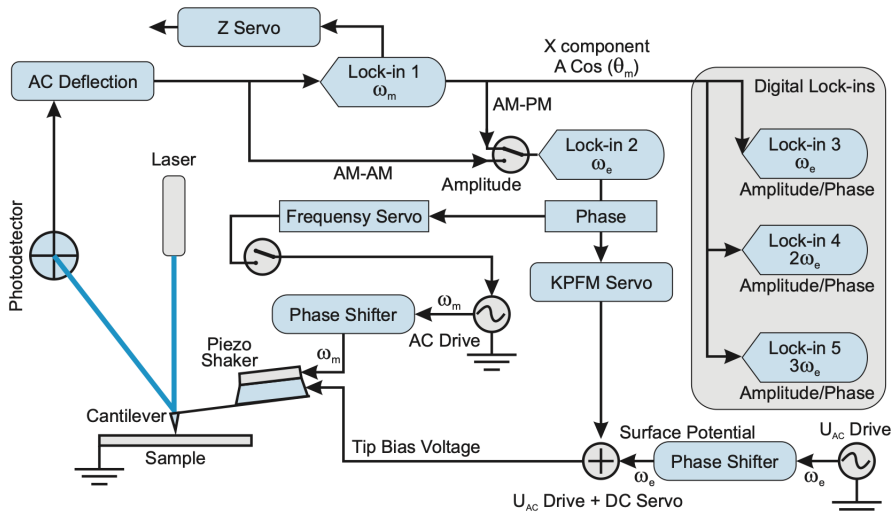 Z Servo
AC Deflection
Lock-in 1
ωm
X component
A Cos (θm)
Digital Lock-ins
AM-PM
Laser
AM-AM
Amplitude
Lock-in 2
ωe
Lock-in 3
ωe
Amplitude/Phase
Photodetector
Frequensy Servo
Phase
Lock-in 4
2ωe
Amplitude/Phase
KPFM Servo
Phase Shifter
ωm
AC Drive
Piezo
Shaker
ωm
Lock-in 5
3ωe
Amplitude/Phase
Cantilever
Sample
Tip Bias Voltage
Surface Potential
UAC Drive
Phase Shifter
ωe
ωe
UAC Drive + DC Servo